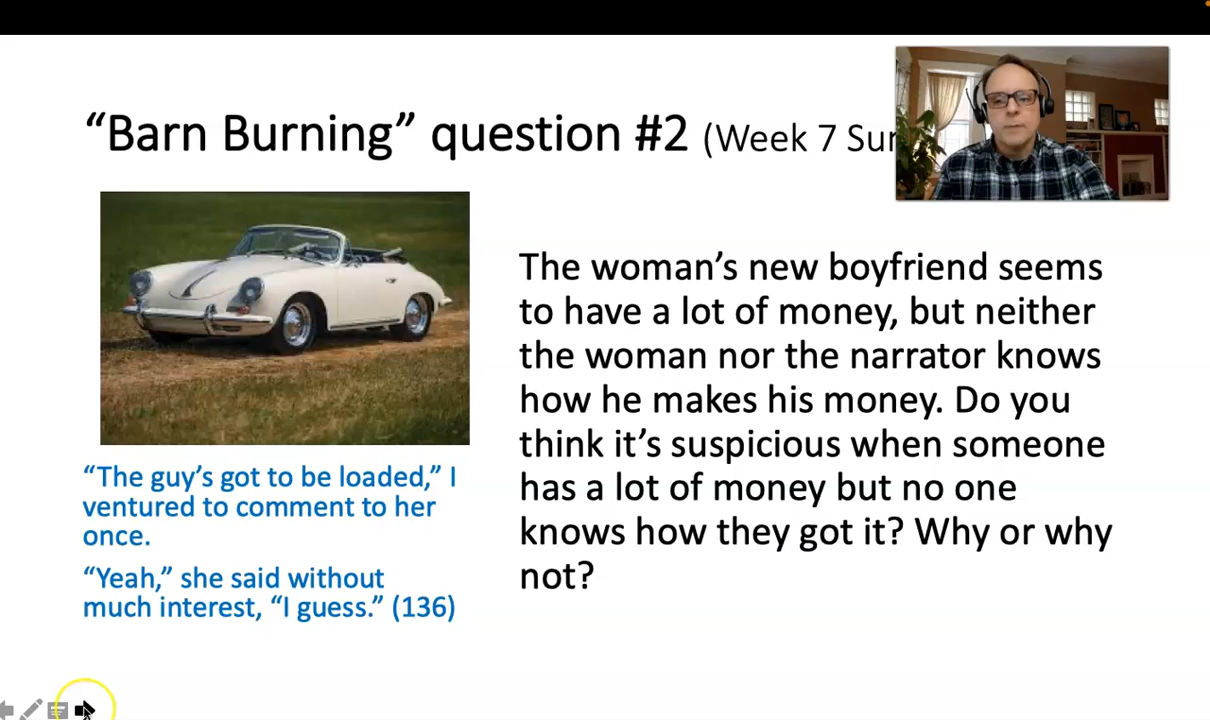 “Barn Burning” question #2 (Week 7 Sur
The woman’s new boyfriend seems
to have a lot of money, but neither
the woman nor the narrator knows
how he makes his money. Do you
think it’s suspicious when someone
has a lot of money but no one
knows how they got it? Why or why
not?
“The guy’s got to be loaded,” I
ventured to comment to her
once.
“Yeah,” she said without
much interest, “I guess.” (136)